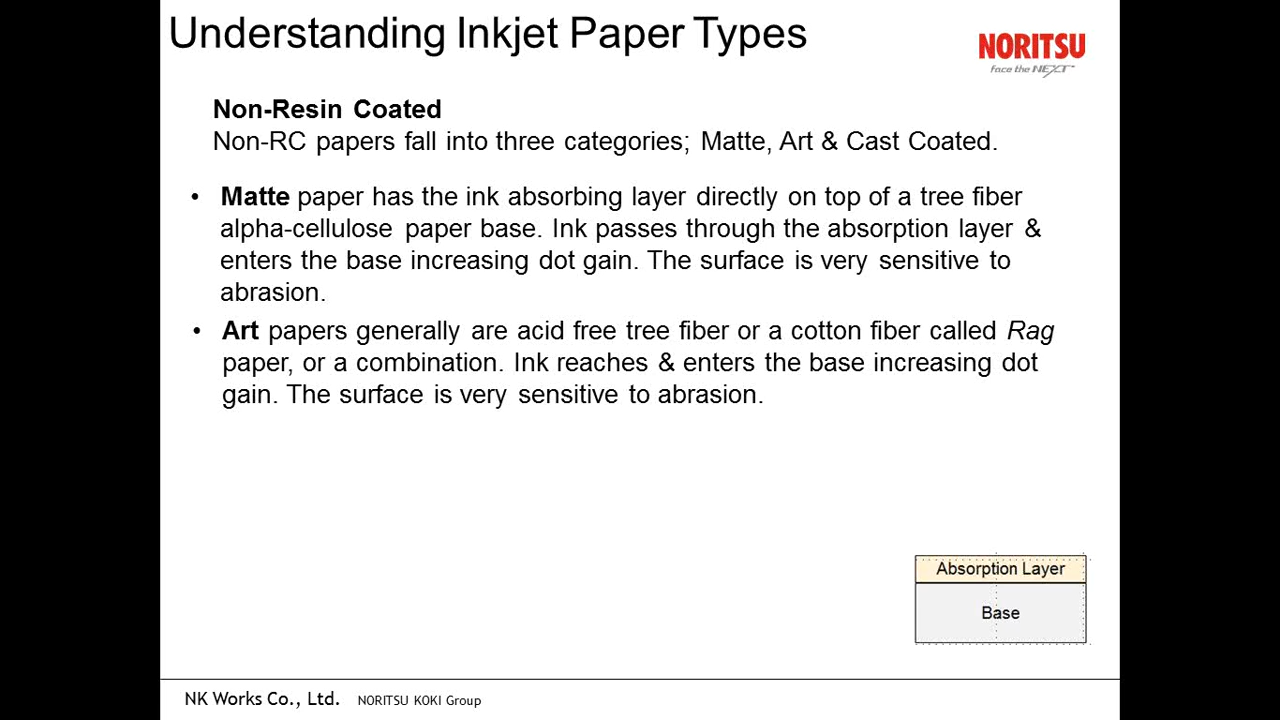 Understanding Inkjet Paper Types
NORITSU
face the NEXT™
Non-Resin Coated
Non-RC papers fall into three categories; Matte, Art & Cast Coated.
• Matte paper has the ink absorbing layer directly on top of a tree fiber
alpha-cellulose paper base. Ink passes through the absorption layer &
enters the base increasing dot gain. The surface is very sensitive to
abrasion.
• Art papers generally are acid free tree fiber or a cotton fiber called Rag
paper, or a combination. Ink reaches & enters the base increasing dot
gain. The surface is very sensitive to abrasion.
Absorption Layer
Base
NK Works Co., Ltd. NORITSU KOKI Group